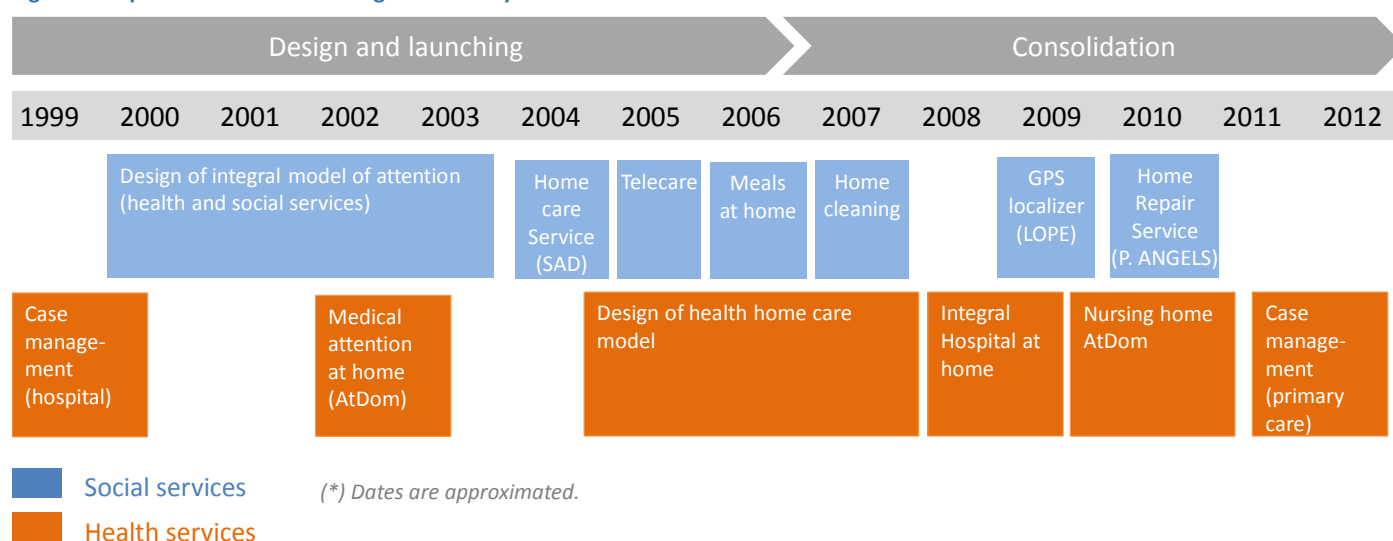 Design and launching
Consolidation
1999 2000 2001 2002 2003 2004 2005 2006 2007 2008 2009 2010 2011 2012
Design of integral model of attention
(health and social services)
Home
care
Service
(SAD)
Telecare
Meals
at home
Home
cleaning
GPS
localizer
(LOPE)
Home
Repair
Service
(P. ANGELS)
Case
manage-
ment
(hospital)
Medical
attention
at home
(AtDom)
Design of health home care
model
Integral
Hospital at
home
Nursing home
AtDom
Case
manage-
ment
(primary
care)
Social services
(*) Dates are approximated.
Health services